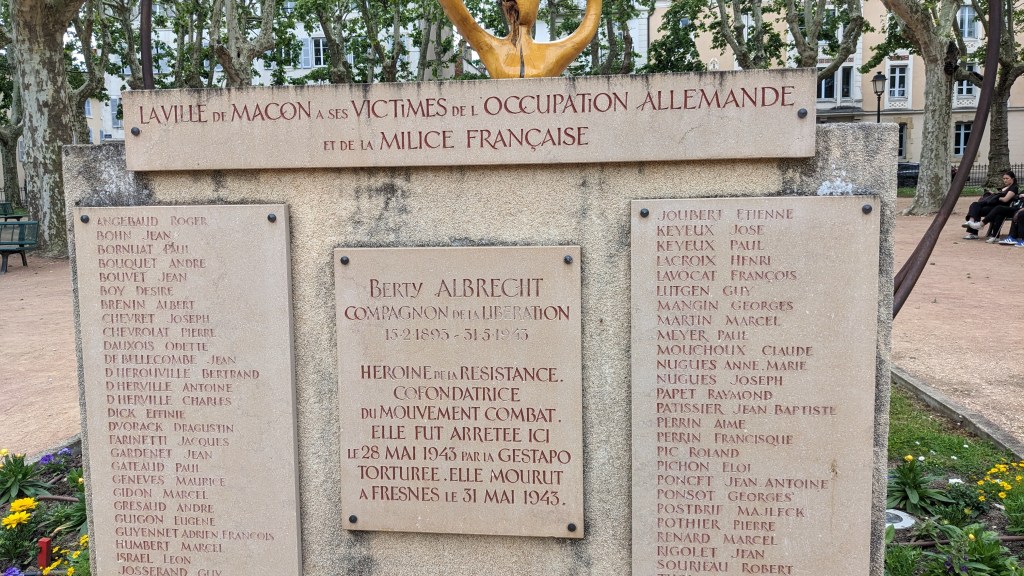 LA VILLE DE MACON A SES VICTIMES DE L'OCCUPATION ALLEMANDE
ET DE LA MILICE FRANÇAISE
ANGEBAUD ROGER
BOHN JEAN
BORNUAT PAUL
BOUQUET ANDRE
BOUVET JEAN
BOY DESIRE
BRENIN ALBERT
CHEVRET JOSEPH
CHEVROLAT PIERRE
DAUXOIS ODETTE
DE BELLECOMBE JEAN
D'HEROUVILLE BERTRAND
D'HERVILLE ANTOINE
D'HERVILLE CHARLES
DICK EFFINIE
DVORACK DRAGUSTIN
FARINETTI JACQUES
GARDENET JEAN
GATEAUD PAUL
GENEVES MAURICE
GIDON MARCEL
GRESAUD ANDRE
GUIGON EUGENE
GUYENNET ADRIEN FRANÇOIS
HUMBERT MARCEL
ISRAEL LEON
JOSSERAND GUY
BERTY ALBRECHT
COMPAGNON DE LA LIBERATION
15-2-1893 - 31-5-1943
HEROINE DE LA RESISTANCE.
COFONDATRICE
DU MOUVEMENT COMBAT.
ELLE FUT ARRETEE ICI
LE 28 MAI 1943 PAR LA GESTAPO
TORTUREE. ELLE MOURUT
A FRESNES LE 31 MAI 1943.
JOUBERT ETIENNE
KEYEUX JOSE
KEYEUX PAUL
LACROIX HENRI
LAVOCAT FRANÇOIS
LUTGEN GUY
MANGIN GEORGES
MARTIN MARCEL
MEYER PAUL
MOUCHOUX CLAUDE
NUGUES ANNE.MARIE
NUGUES JOSEPH
PAPET RAYMOND
PATISSIER JEAN BAPTISTE
PERRIN AIME
PERRIN FRANCISQUE
PIC ROLAND
PICHON ELOI
PONCET JEAN.ANTOINE
PONSOT GEORGES
POSTBRIF MAJLECK
POTHIER PIERRE
RENARD MARCEL
RIGOLET JEAN
SOURIEAU ROBERT